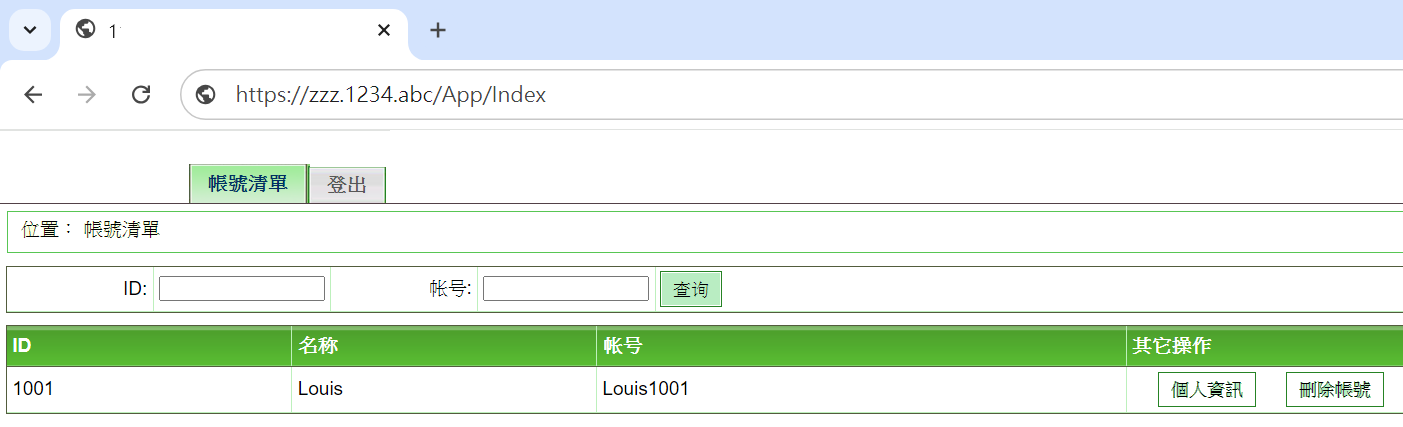 1
https://zzz.1234.abc/App/Index
帳號清單 登出
位置： 帳號清單
ID: 帐号: 查询
ID 名称 帐号 其它操作
1001 Louis Louis1001 個人資訊 刪除帳號